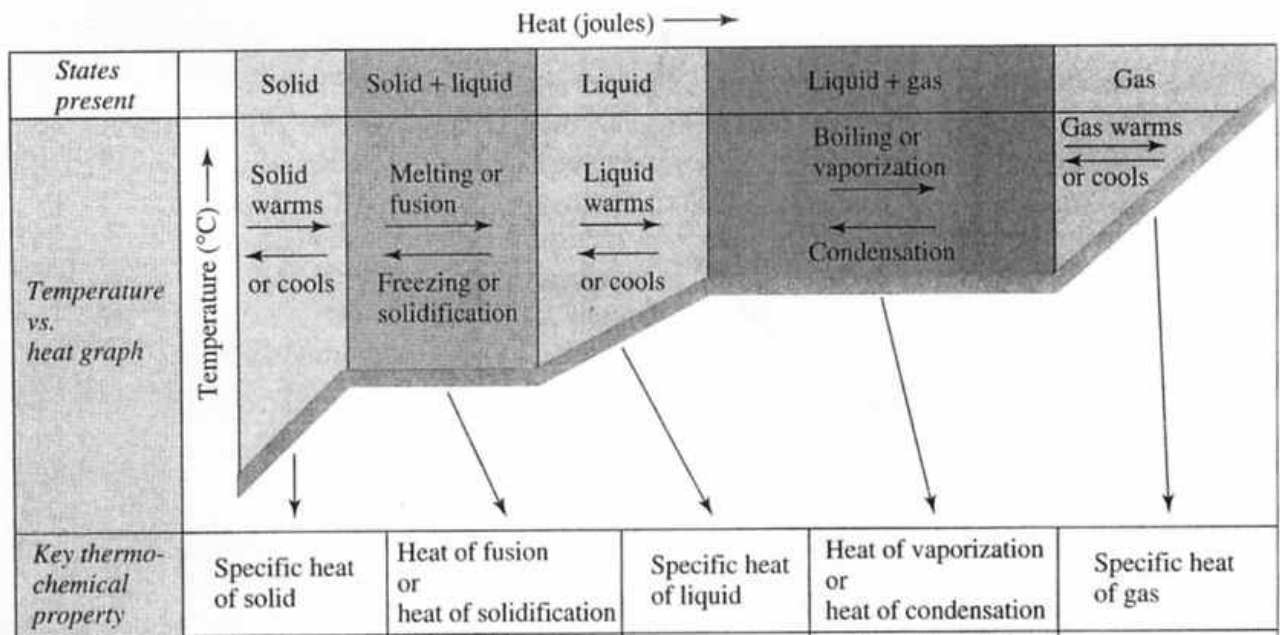 Heat (joules)
States
present
Solid
Solid + liquid
Liquid
Liquid + gas
Gas
Temperature
vs.
heat graph
Temperature (°C)
Solid
warms
or cools
Melting or
fusion
Freezing or
solidification
Liquid
warms
or cools
Boiling or
vaporization
Condensation
Gas warms
or cools
Key thermo-
chemical
property
Specific heat
of solid
Heat of fusion
or
heat of solidification
Specific heat
of liquid
Heat of vaporization
or
heat of condensation
Specific heat
of gas